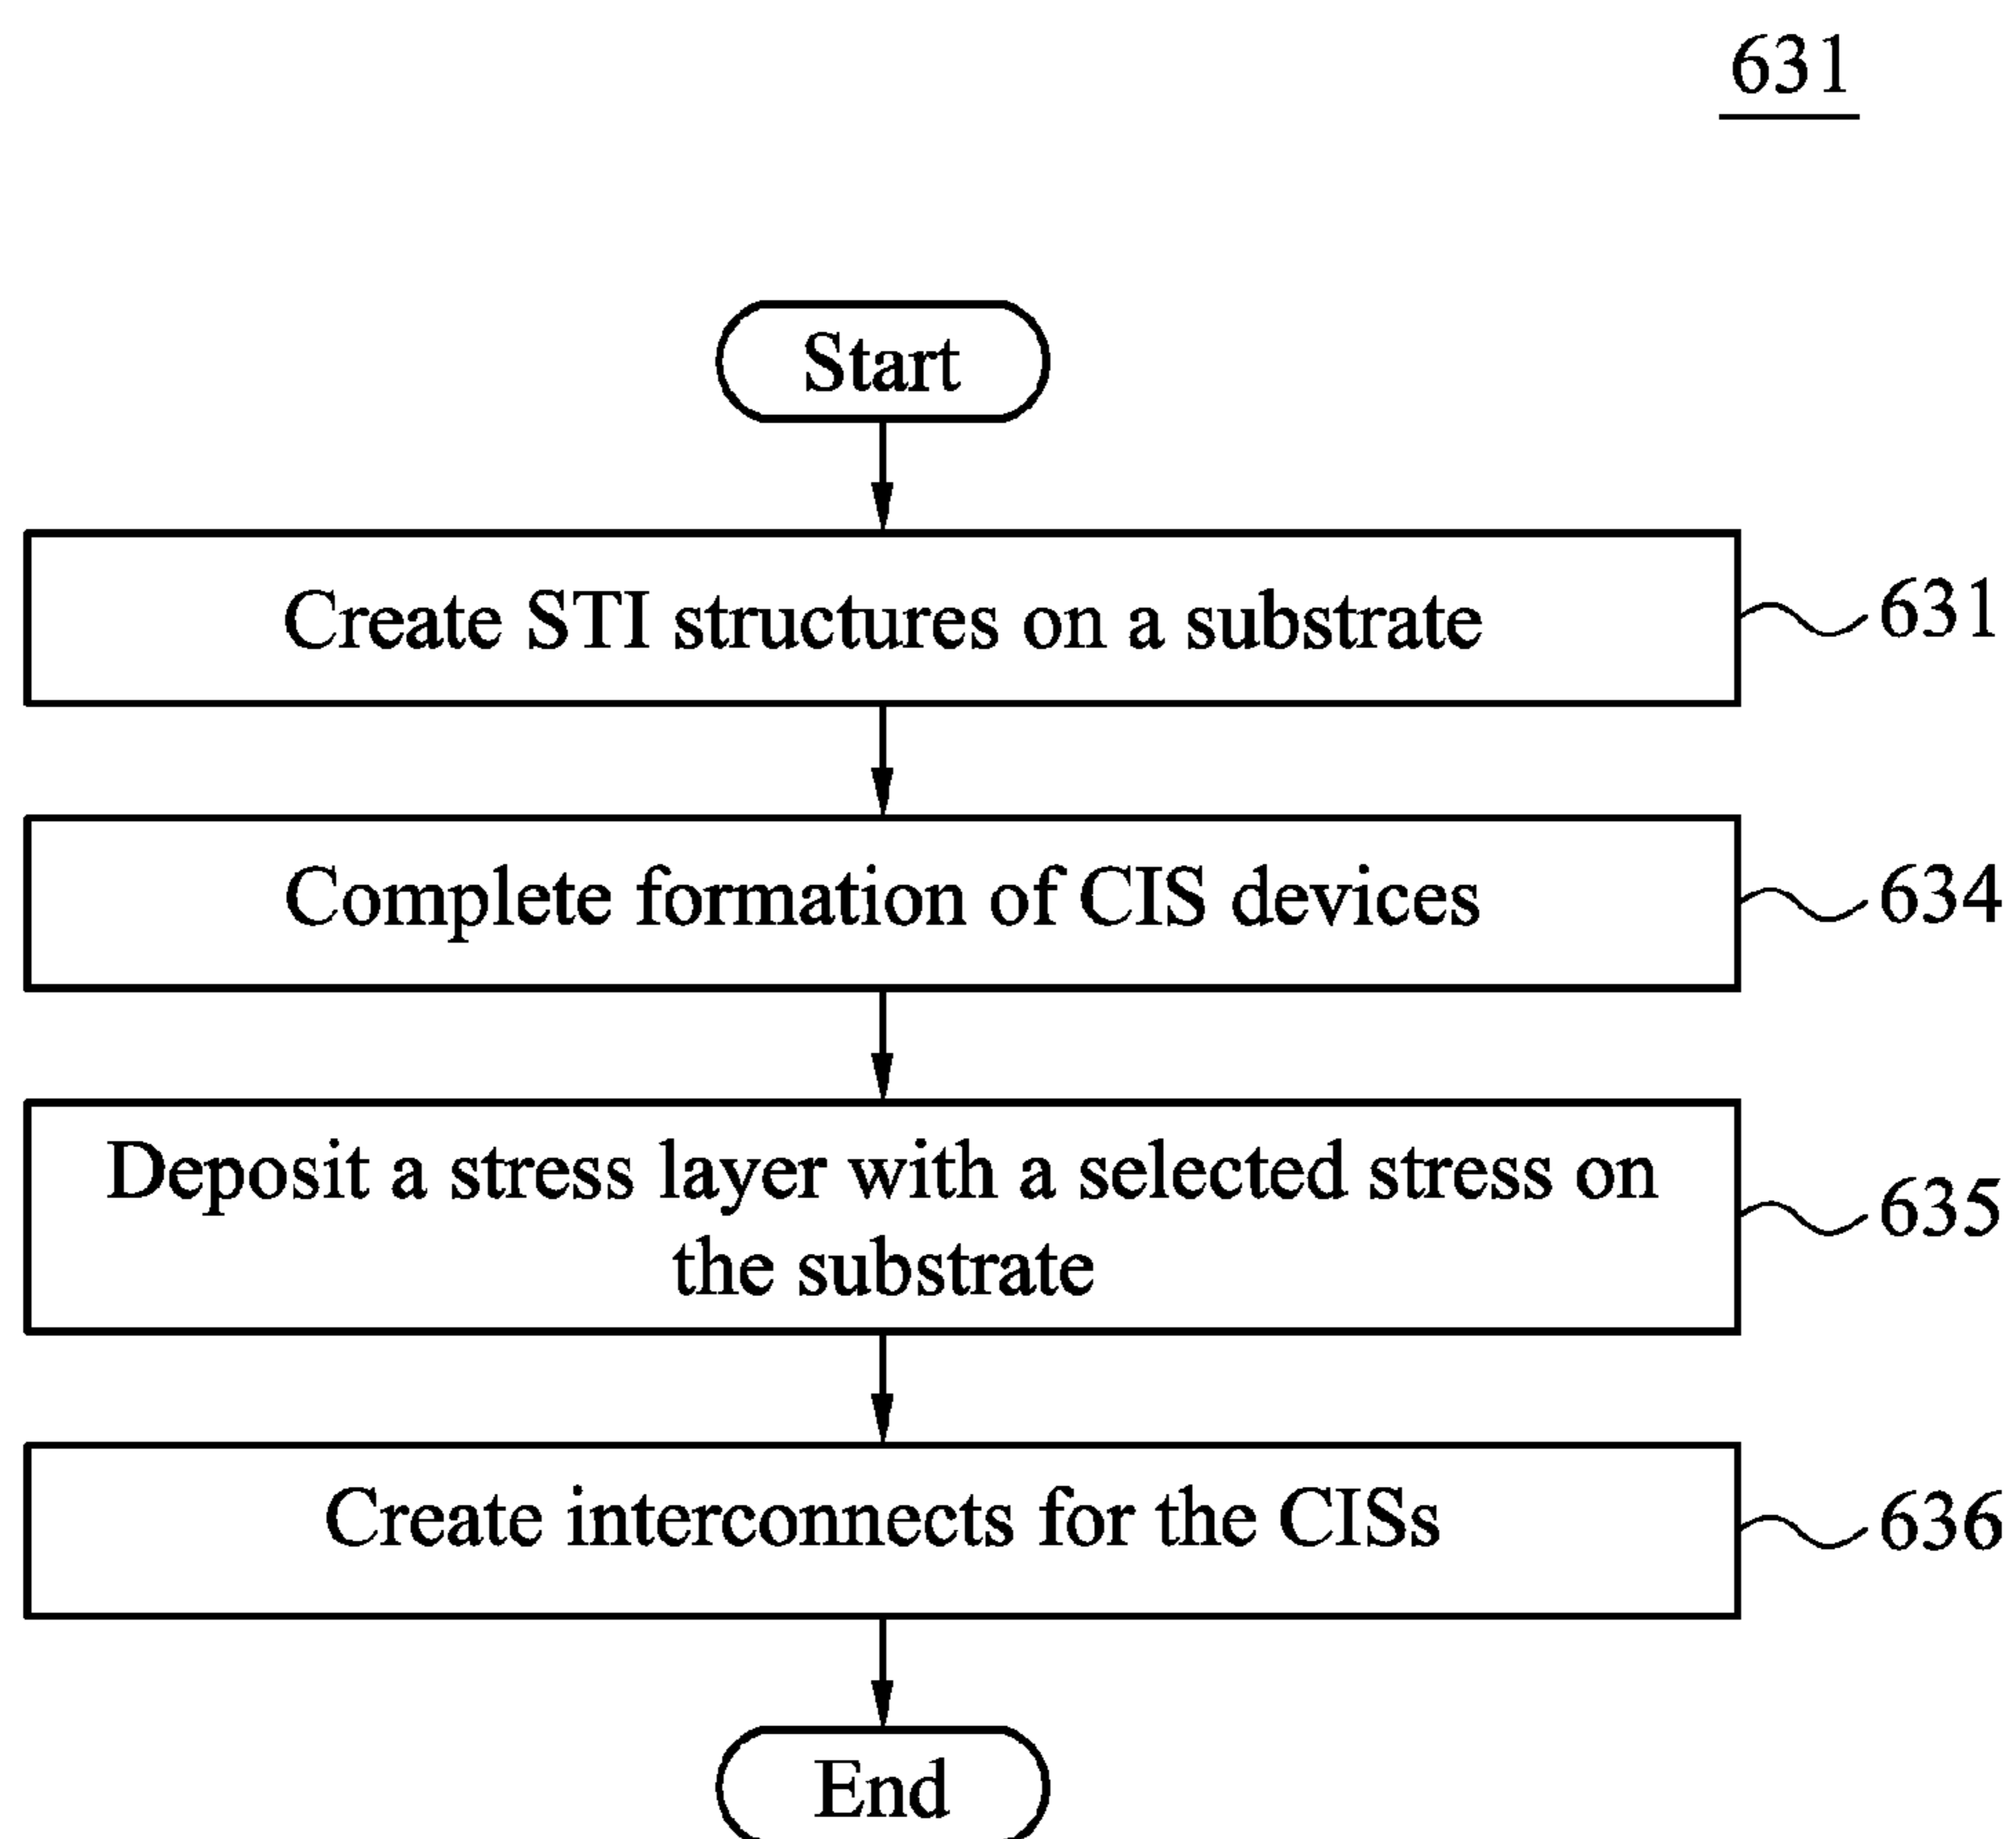 631
Start
Create STI structures on a substrate
631
Complete formation of CIS devices
634
Deposit a stress layer with a selected stress on
the substrate
635
Create interconnects for the CISs
636
End